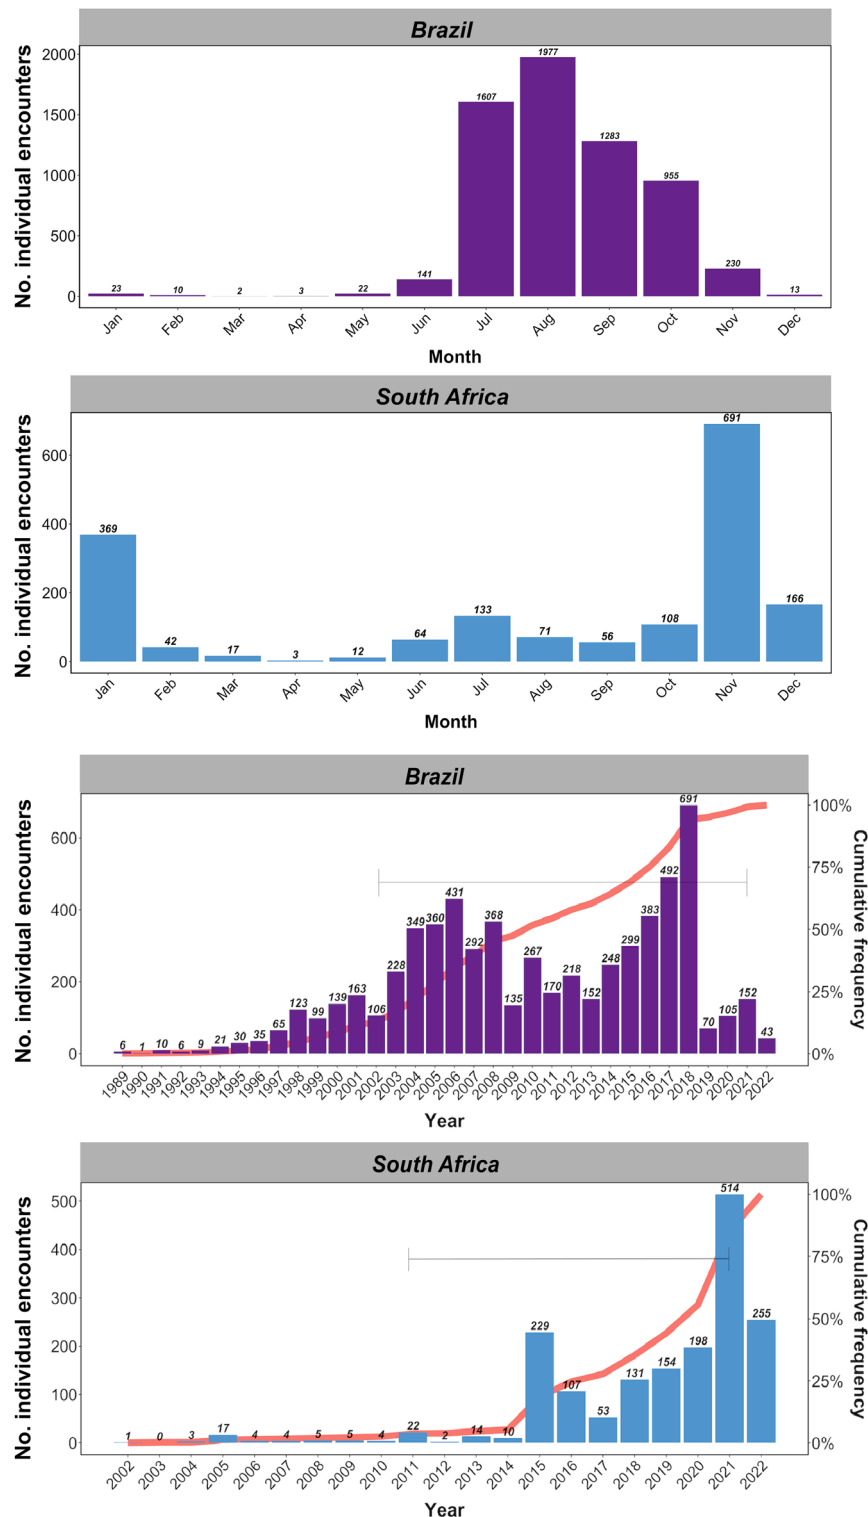 Brazil
No. individual encounters
2000
1500
1000
500
0
23 10 2 3 22 141 1607 1977 1283 955 230 13
Jan Feb Mar Apr May Jun Jul Aug Sep Oct Nov Dec
Month
South Africa
No. individual encounters
600
400
200
0
369 42 17 3 12 64 133 71 56 108 691 166
Jan Feb Mar Apr May Jun Jul Aug Sep Oct Nov Dec
Month
Brazil
No. individual encounters
600
400
200
0
6 1 10 6 9 21 30 35 65 123 99 139 163 106 228 349 360 431 292 368 135 267 170 218 152 248 299 383 492 691 70 105 152 43
100%
75%
50%
25%
0%
Cumulative frequency
1989 1990 1991 1992 1993 1994 1995 1996 1997 1998 1999 2000 2001 2002 2003 2004 2005 2006 2007 2008 2009 2010 2011 2012 2013 2014 2015 2016 2017 2018 2019 2020 2021 2022
Year
South Africa
No. individual encounters
500
400
300
200
100
0
1 0 3 17 4 4 5 5 4 22 2 14 10 229 107 53 131 154 198 514 255
100%
75%
50%
25%
0%
Cumulative frequency
2002 2003 2004 2005 2006 2007 2008 2009 2010 2011 2012 2013 2014 2015 2016 2017 2018 2019 2020 2021 2022
Year